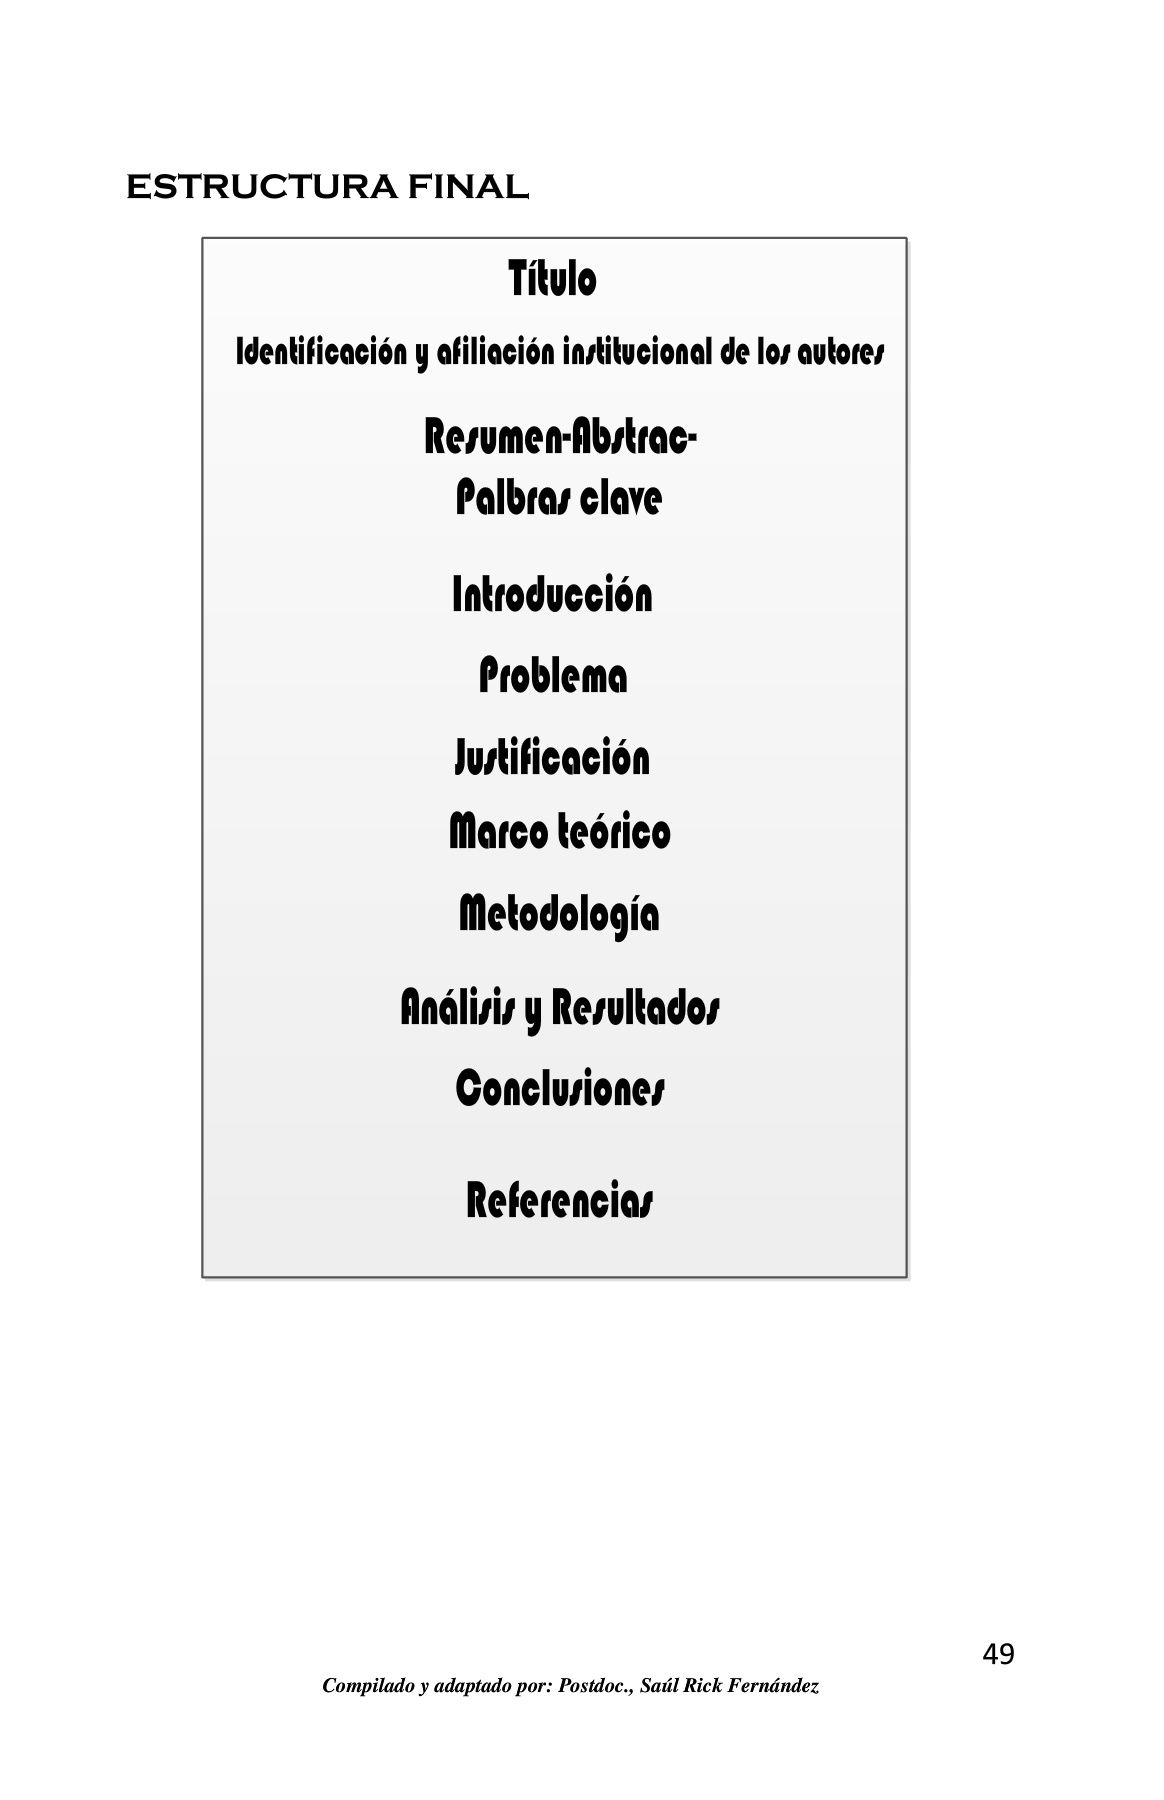 ESTRUCTURA FINAL
Título
Identificación y afiliación institucional de los autores
Resumen-Abstrac-
Palbras clave
Introducción
Problema
Justificación
Marco teórico
Metodología
Análisis y Resultados
Conclusiones
Referencias
49
Compilado y adaptado por: Postdoc., Saúl Rick Fernández